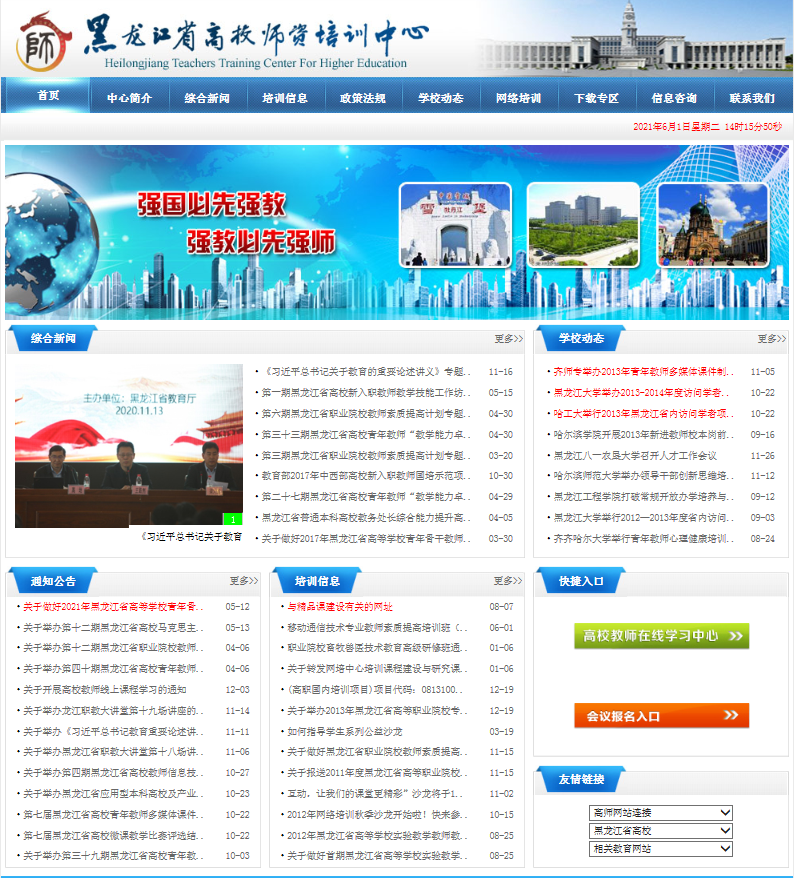 師
黑龙江省高校师资培训中心
Heilongjiang Teachers Training Center For Higher Education
首页 中心简介 综合新闻 培训信息 政策法规 学校动态 网络培训 下载专区 信息咨询 联系我们
2021年6月1日星期二 14时15分50秒
强国必先强教
强教必先强师
综合新闻 更多>>
主办单位：黑龙江省教育厅
2020.11.13
1
《习近平总书记关于教育
·《习近平总书记关于教育的重要论述讲义》专题.. 11-16
·第一期黑龙江省高校新入职教师教学技能工作坊.. 05-15
·第六期黑龙江省职业院校教师素质提高计划专题.. 04-30
·第三十三期黑龙江省高校青年教师“教学能力卓.. 04-30
·第三期黑龙江省职业院校教师素质提高计划专题.. 03-20
·教育部2017年中西部高校新入职教师国培示范项.. 10-30
·第二十七期黑龙江省高校青年教师“教学能力卓.. 04-29
·黑龙江省普通本科高校教务处长综合能力提升高.. 04-05
·关于做好2017年黑龙江省高等学校青年骨干教师.. 03-30
学校动态 更多>>
·齐师专举办2013年青年教师多媒体课件制.. 11-05
·黑龙江大学举办2013-2014年度访问学者.. 10-22
·哈工大举行2013年黑龙江省内访问学者项.. 10-22
·哈尔滨学院开展2013年新进教师校本岗前.. 09-16
·黑龙江八一农垦大学召开人才工作会议 11-26
·哈尔滨师范大学举办领导干部创新思维培.. 11-12
·黑龙江工程学院打破常规开放办学培养与.. 09-12
·黑龙江大学举行2012—2013年度省内访问.. 09-03
·齐齐哈尔大学举行青年教师心理健康培训.. 08-24
通知公告 更多>>
·关于做好2021年黑龙江省高等学校青年骨.. 05-12
·关于举办第十二期黑龙江省高校马克思主.. 05-13
·关于举办第十二期黑龙江省职业院校教师.. 04-06
·关于举办第四十期黑龙江省高校青年教师.. 04-06
·关于开展高校教师线上课程学习的通知 12-03
·关于举办龙江职教大讲堂第十九场讲座的.. 11-14
·关于举办《习近平总书记教育重要论述讲.. 11-11
·关于举办黑龙江省职教大讲堂第十八场讲.. 11-06
·关于举办第四期黑龙江省高校教师信息技.. 10-27
·关于举办黑龙江省应用型本科高校及产业.. 10-23
·第七届黑龙江省高校青年教师多媒体课件.. 10-22
·第七届黑龙江省高校微课教学比赛评选结.. 10-22
·关于举办第三十九期黑龙江省高校青年教.. 10-03
培训信息 更多>>
·与精品课建设有关的网址 08-07
·移动通信技术专业教师素质提高培训班（.. 06-01
·职业院校畜牧兽医技术教育高级研修班通.. 01-06
·关于转发网培中心培训课程建设与研究课.. 01-06
·(高职国内培训项目)项目代码：0813100.. 12-19
·关于举办2013年黑龙江省高等职业院校专.. 12-19
·如何指导学生系列公益沙龙 03-19
·关于做好黑龙江省职业院校教师素质提高.. 11-15
·关于报送2011年度黑龙江省高等职业院校.. 11-15
·互动，让我们的课堂更精彩”沙龙将于1.. 11-02
·2012年网络培训秋季沙龙开始啦！快来参.. 10-15
·2012年黑龙江省高等学校实验教学教师教.. 08-25
·关于做好首期黑龙江省高等学校实验教学.. 08-25
快捷入口
高校教师在线学习中心 >>
会议报名入口 >>
友情链接
高师网站连接
黑龙江省高校
相关教育网站